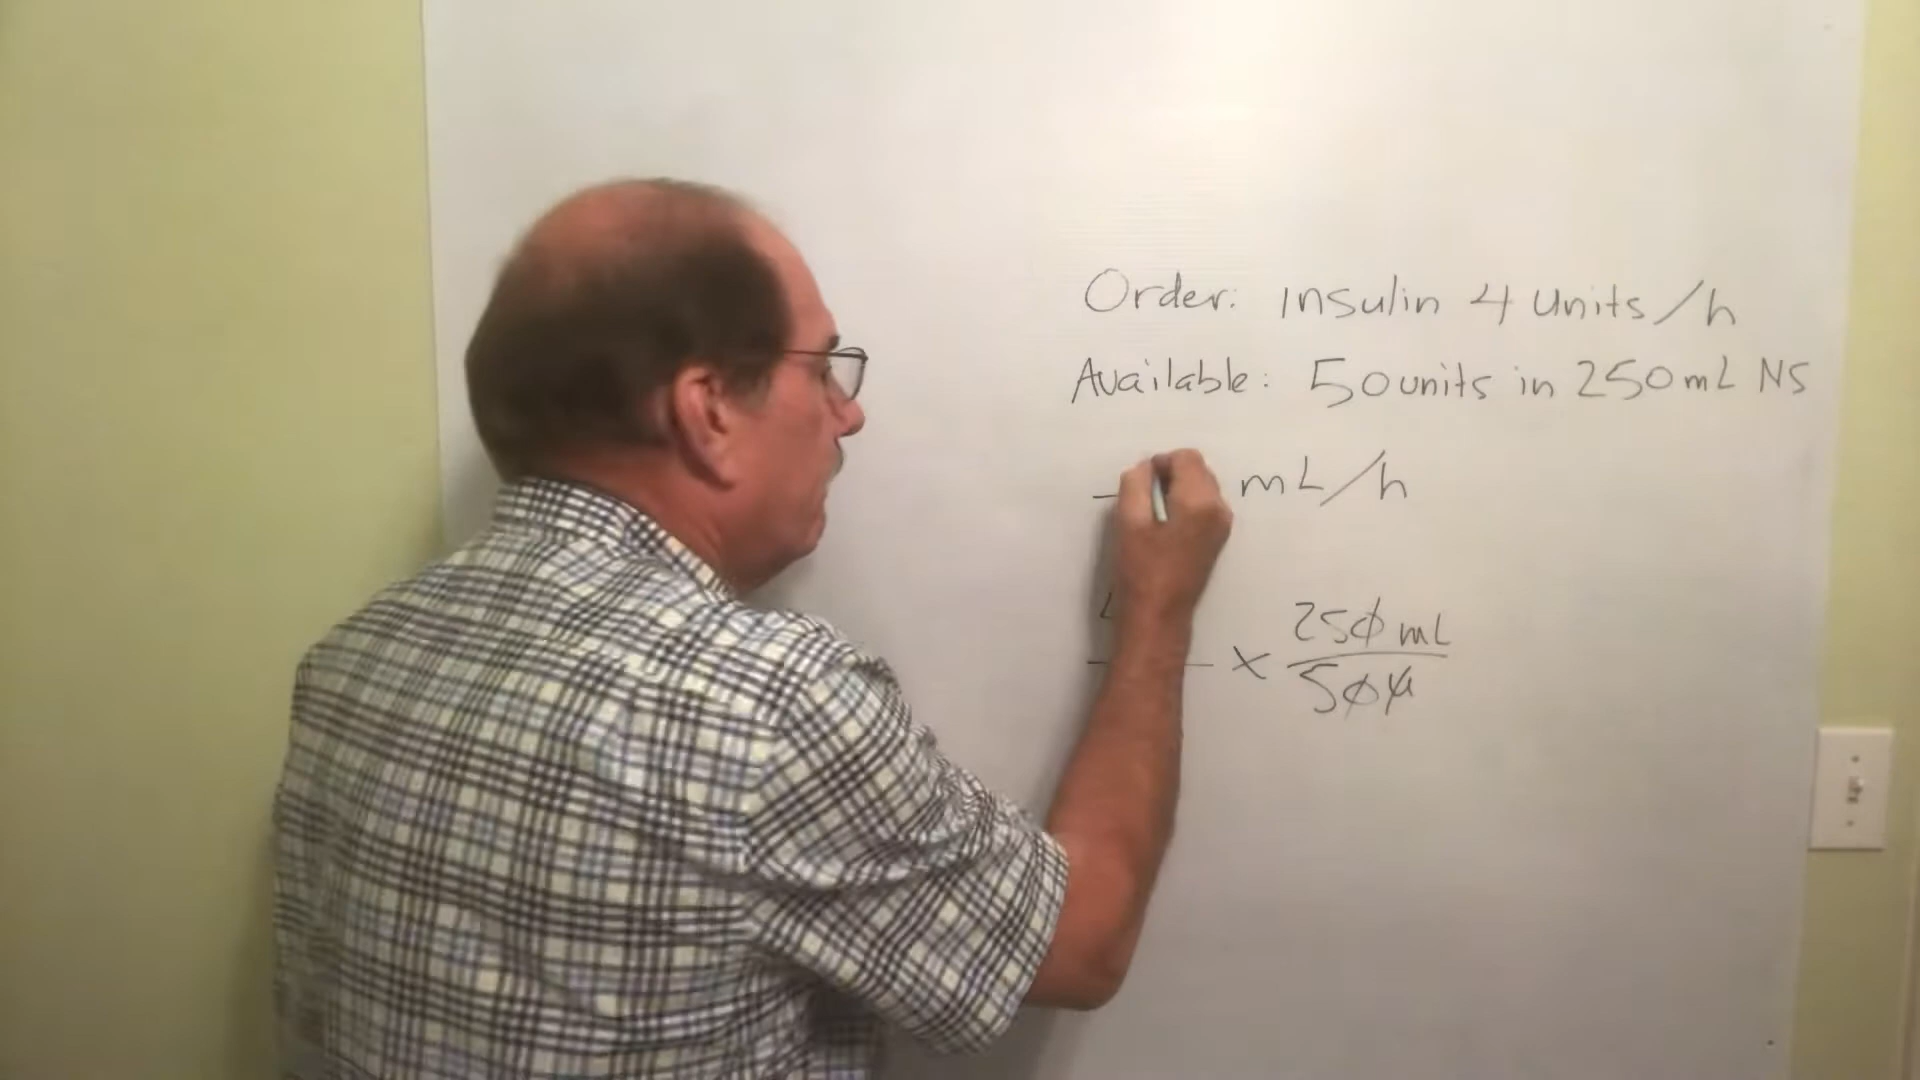 Order: insulin 4 units/h
Available: 50 units in 250 mL NS
mL/h
x 250 mL
50 u